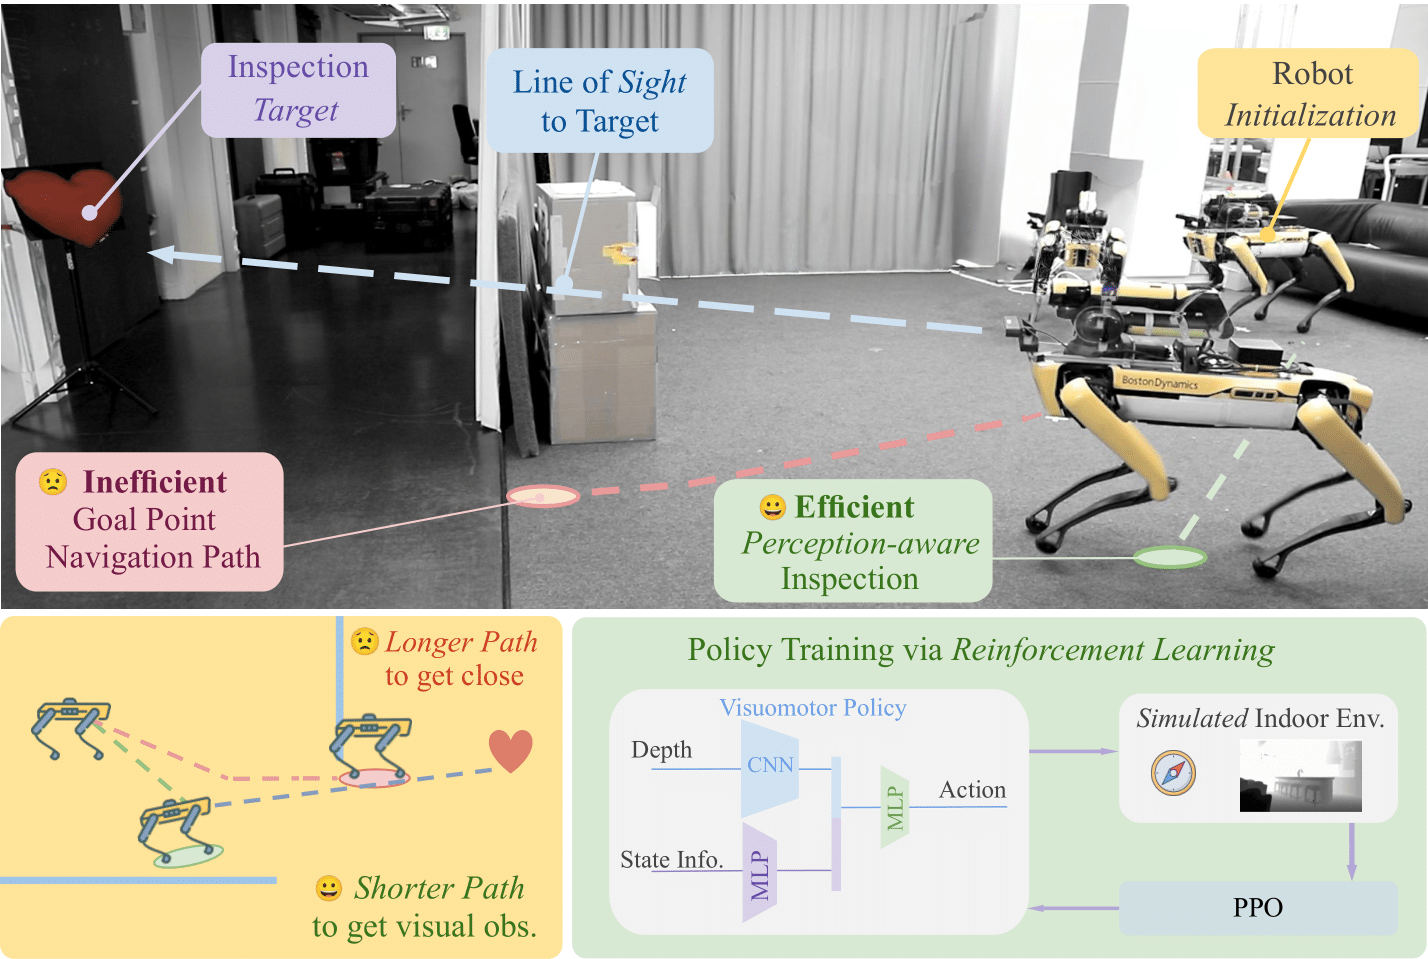 Inspection
Target
Line of Sight
to Target
Robot
Initialization
BostonDynamics
😟 Inefficient
Goal Point
Navigation Path
😀 Efficient
Perception-aware
Inspection
😟 Longer Path
to get close
😀 Shorter Path
to get visual obs.
Policy Training via Reinforcement Learning
Visuomotor Policy
Depth
CNN
State Info.
MLP
MLP
Action
Simulated Indoor Env.
PPO